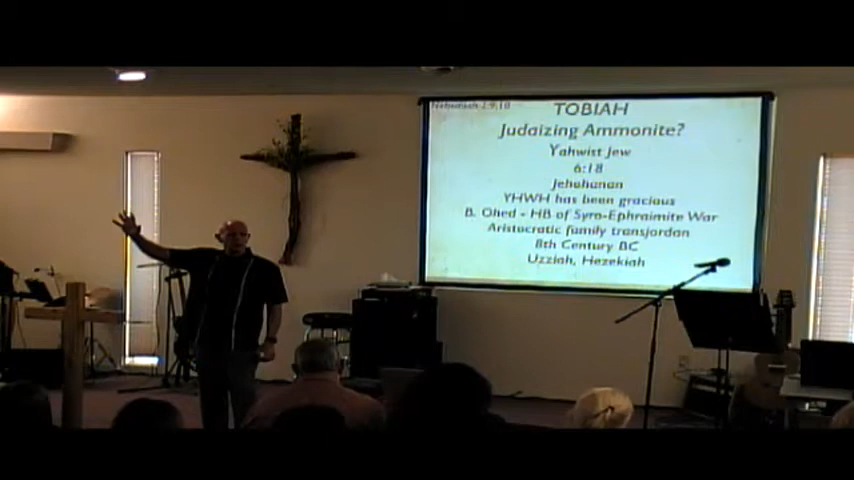 Nehemiah 2:9,10
TOBIAH
Judaizing Ammonite?
Yahwist Jew
6:18
Jehohanan
YHWH has been gracious
B. Oded - HB of Syro-Ephraimite War
Aristocratic family transjordan
8th Century BC
Uzziah, Hezekiah